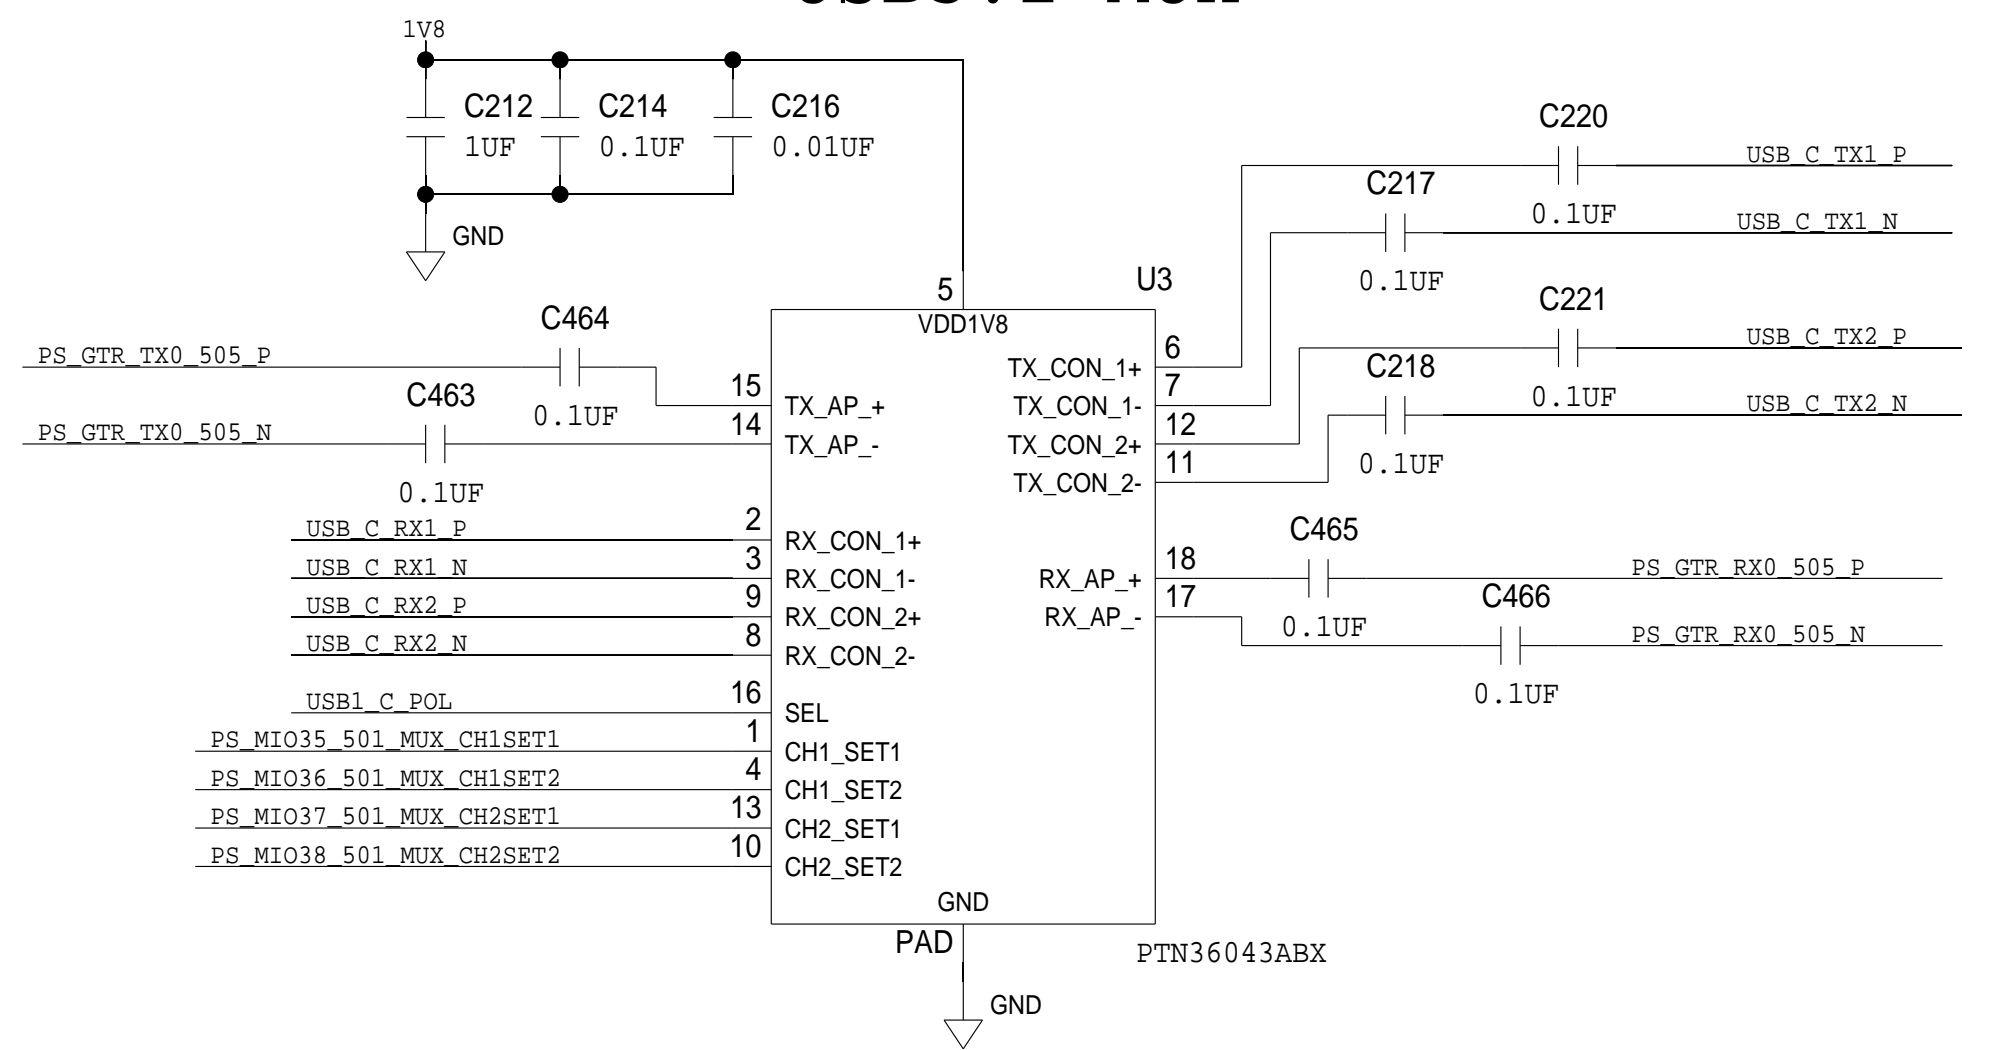 1V8
C212
1UF
C214
0.1UF
C216
0.01UF
GND
C220
0.1UF
USB_C_TX1_P
C217
0.1UF
USB_C_TX1_N
C221
0.1UF
USB_C_TX2_P
C218
0.1UF
USB_C_TX2_N
U3
5
VDD1V8
PS_GTR_TX0_505_P
C464
0.1UF
15
TX_AP_+
PS_GTR_TX0_505_N
C463
0.1UF
14
TX_AP_-
TX_CON_1+
6
TX_CON_1-
7
TX_CON_2+
12
TX_CON_2-
11
USB_C_RX1_P
2
RX_CON_1+
USB_C_RX1_N
3
RX_CON_1-
USB_C_RX2_P
9
RX_CON_2+
USB_C_RX2_N
8
RX_CON_2-
RX_AP_+
18
C465
0.1UF
PS_GTR_RX0_505_P
RX_AP_-
17
C466
0.1UF
PS_GTR_RX0_505_N
USB1_C_POL
16
SEL
PS_MIO35_501_MUX_CH1SET1
1
CH1_SET1
PS_MIO36_501_MUX_CH1SET2
4
CH1_SET2
PS_MIO37_501_MUX_CH2SET1
13
CH2_SET1
PS_MIO38_501_MUX_CH2SET2
10
CH2_SET2
GND
PAD
PTN36043ABX
GND